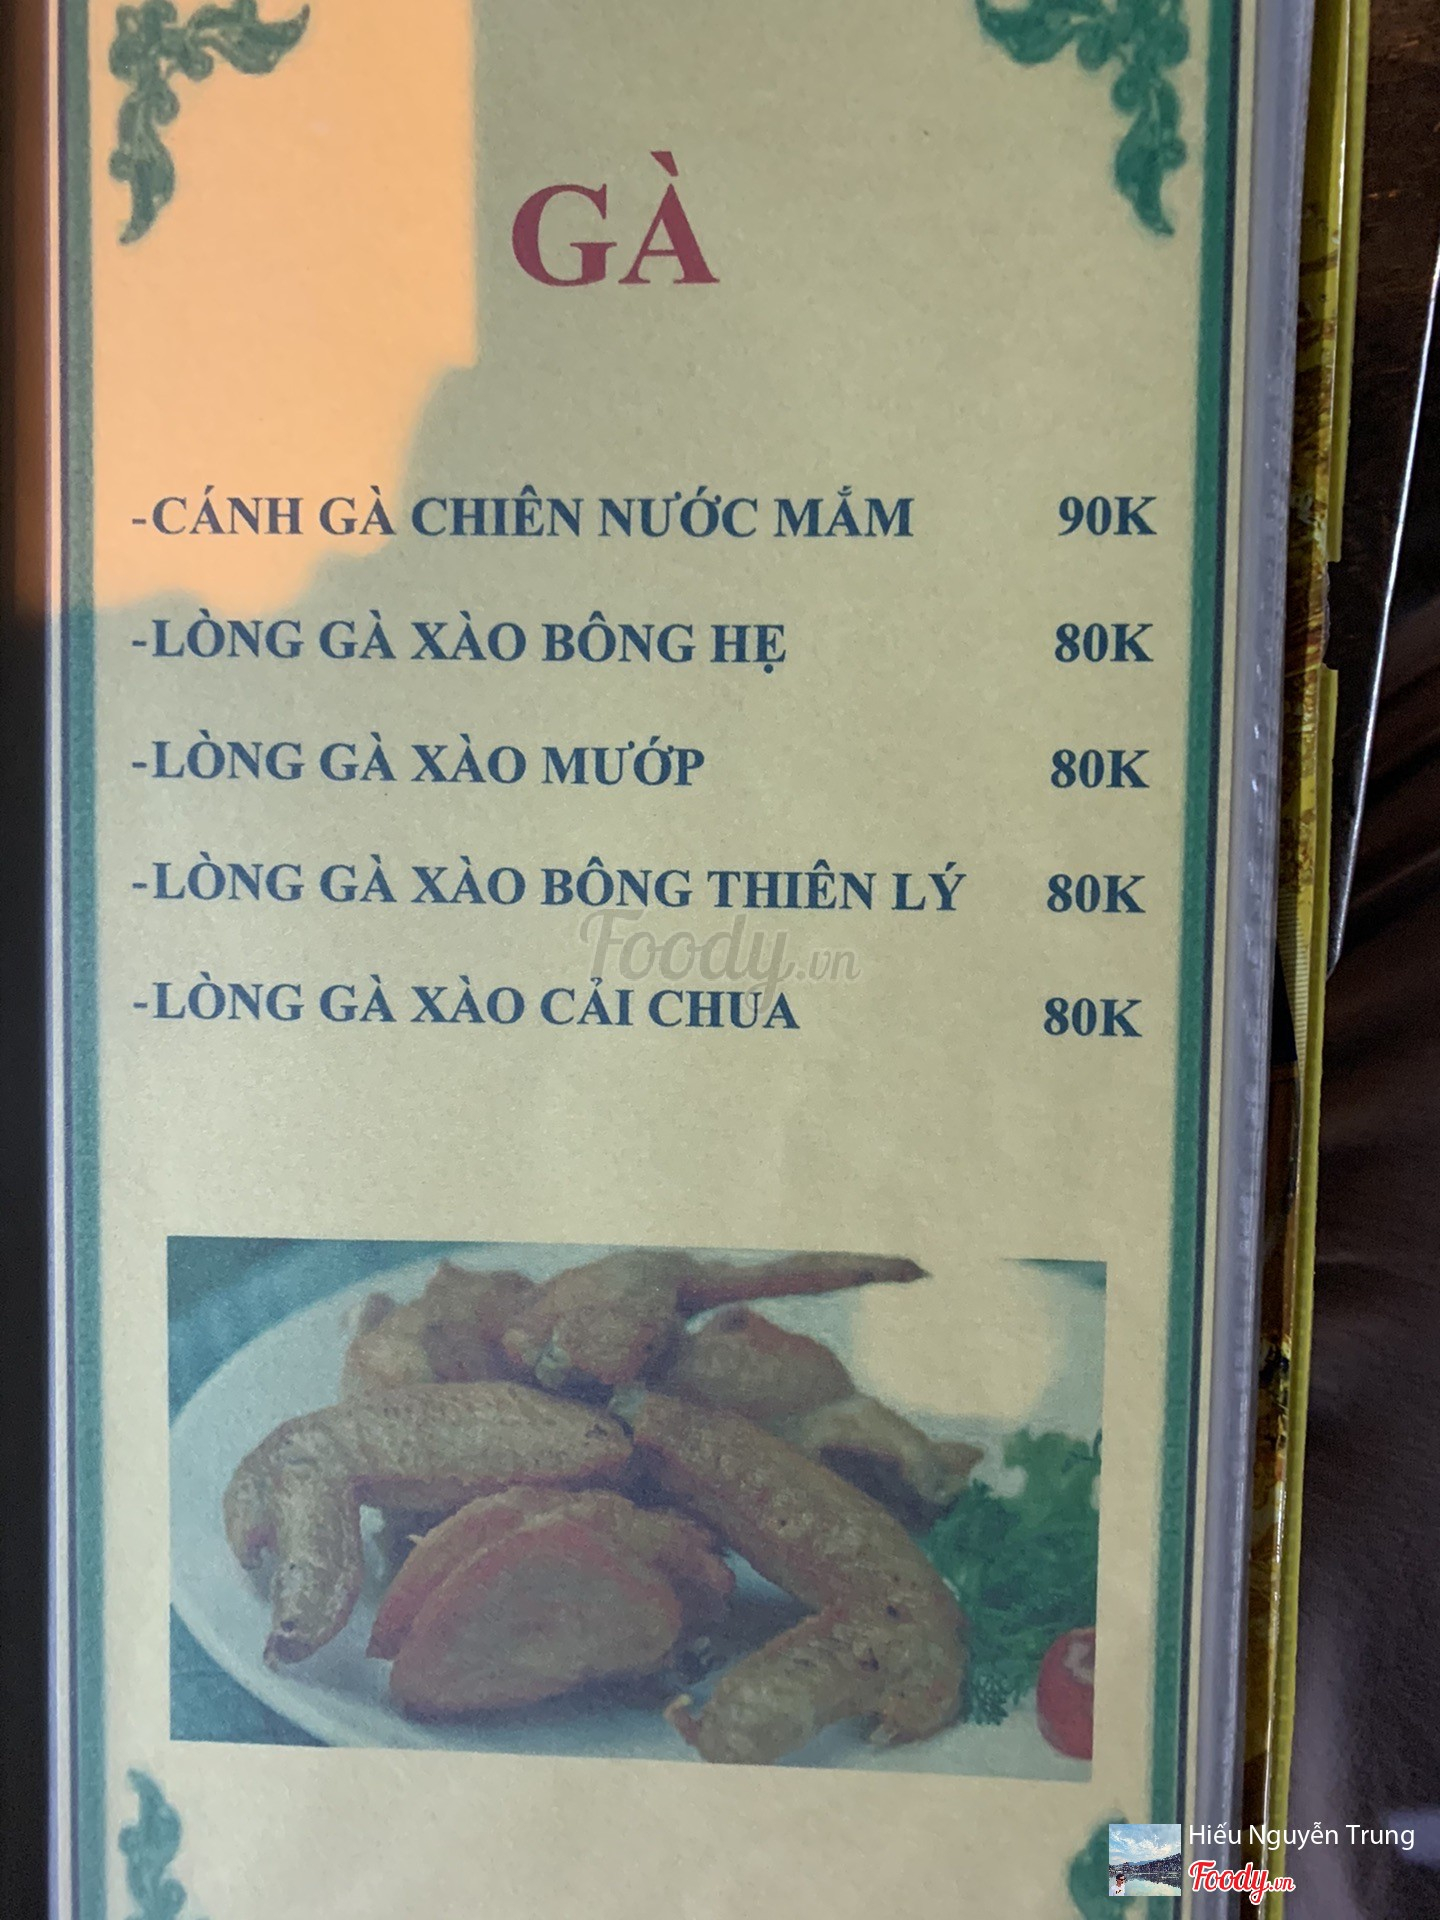 GÀ
-CÁNH GÀ CHIÊN NƯỚC MẮM 90K
-LÒNG GÀ XÀO BÔNG HẸ 80K
-LÒNG GÀ XÀO MƯỚP 80K
-LÒNG GÀ XÀO BÔNG THIÊN LÝ 80K
Foody.vn
-LÒNG GÀ XÀO CẢI CHUA 80K
Hiếu Nguyễn Trung
Foody.vn